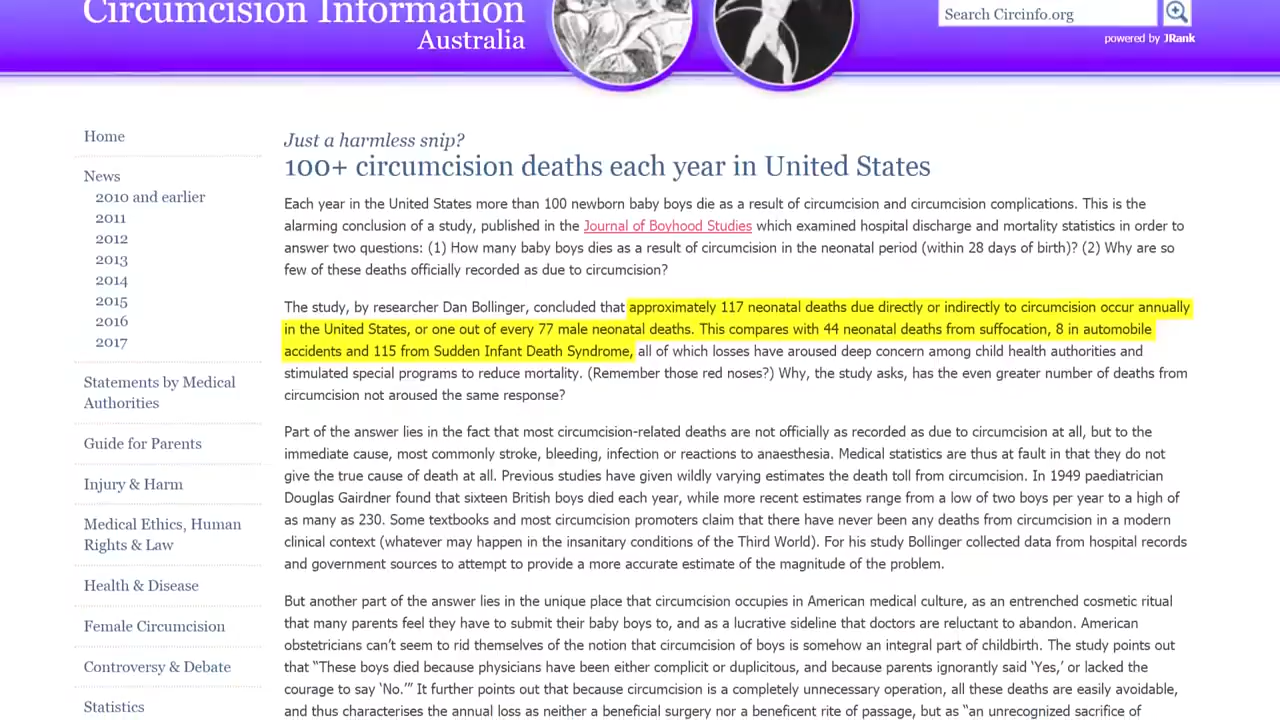 Circumcision Information
Australia
Search Circinfo.org
powered by JRank
Home
News
2010 and earlier
2011
2012
2013
2014
2015
2016
2017
Statements by Medical
Authorities
Guide for Parents
Injury & Harm
Medical Ethics, Human
Rights & Law
Health & Disease
Female Circumcision
Controversy & Debate
Statistics
Just a harmless snip?
100+ circumcision deaths each year in United States
Each year in the United States more than 100 newborn baby boys die as a result of circumcision and circumcision complications. This is the
alarming conclusion of a study, published in the Journal of Boyhood Studies which examined hospital discharge and mortality statistics in order to
answer two questions: (1) How many baby boys dies as a result of circumcision in the neonatal period (within 28 days of birth)? (2) Why are so
few of these deaths officially recorded as due to circumcision?
The study, by researcher Dan Bollinger, concluded that approximately 117 neonatal deaths due directly or indirectly to circumcision occur annually
in the United States, or one out of every 77 male neonatal deaths. This compares with 44 neonatal deaths from suffocation, 8 in automobile
accidents and 115 from Sudden Infant Death Syndrome, all of which losses have aroused deep concern among child health authorities and
stimulated special programs to reduce mortality. (Remember those red noses?) Why, the study asks, has the even greater number of deaths from
circumcision not aroused the same response?
Part of the answer lies in the fact that most circumcision-related deaths are not officially as recorded as due to circumcision at all, but to the
immediate cause, most commonly stroke, bleeding, infection or reactions to anaesthesia. Medical statistics are thus at fault in that they do not
give the true cause of death at all. Previous studies have given wildly varying estimates the death toll from circumcision. In 1949 paediatrician
Douglas Gairdner found that sixteen British boys died each year, while more recent estimates range from a low of two boys per year to a high of
as many as 230. Some textbooks and most circumcision promoters claim that there have never been any deaths from circumcision in a modern
clinical context (whatever may happen in the insanitary conditions of the Third World). For his study Bollinger collected data from hospital records
and government sources to attempt to provide a more accurate estimate of the magnitude of the problem.
But another part of the answer lies in the unique place that circumcision occupies in American medical culture, as an entrenched cosmetic ritual
that many parents feel they have to submit their baby boys to, and as a lucrative sideline that doctors are reluctant to abandon. American
obstetricians can’t seem to rid themselves of the notion that circumcision of boys is somehow an integral part of childbirth. The study points out
that “These boys died because physicians have been either complicit or duplicitous, and because parents ignorantly said ‘Yes,’ or lacked the
courage to say ‘No.’” It further points out that because circumcision is a completely unnecessary operation, all these deaths are easily avoidable,
and thus characterises the annual loss as neither a beneficial surgery nor a beneficent rite of passage, but as “an unrecognized sacrifice of